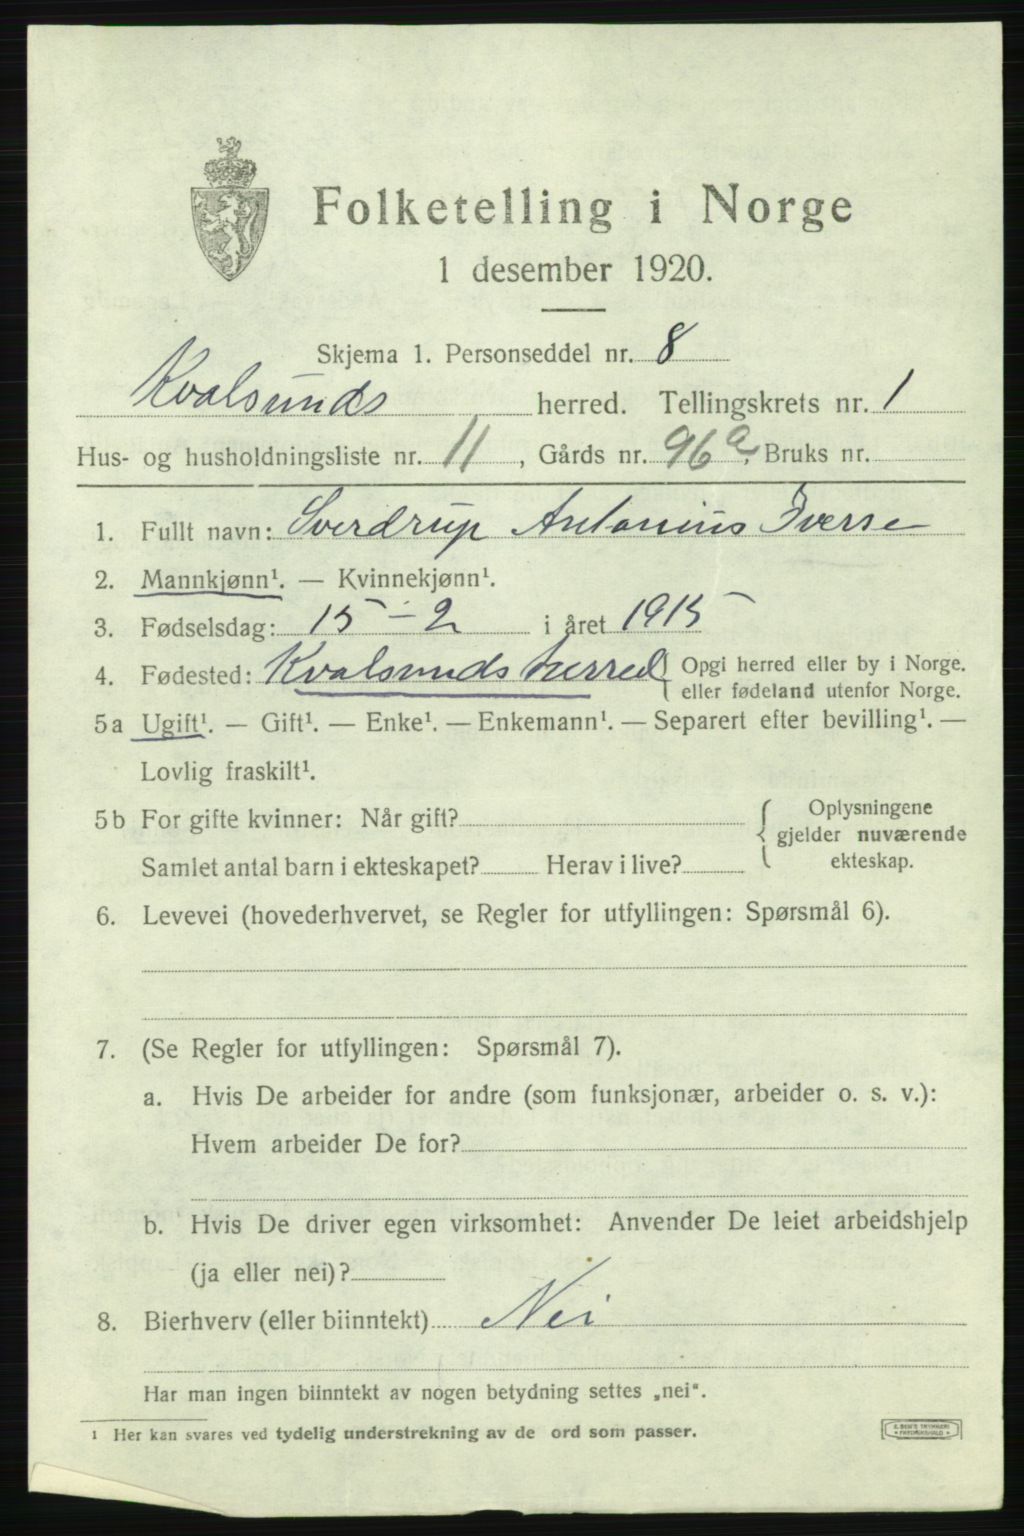 Folketelling i Norge
1 desember 1920.
Skjema 1. Personseddel nr. 8
Kvalsunds herred. Tellingskrets nr. 1
Hus- og husholdningsliste nr. 11, Gårds nr. 96a, Bruks nr.
1. Fullt navn: Sverdrup Antonius Iverse
2. Mannkjønn¹. — Kvinnekjønn¹.
3. Fødselsdag: 15-2 i året 1915
4. Fødested: Kvalsunds herred { Opgi herred eller by i Norge.
eller fødeland utenfor Norge.
5a Ugift¹. — Gift¹. — Enke¹. — Enkemann¹. — Separert efter bevilling¹. —
Lovlig fraskilt¹.
5b For gifte kvinner: Når gift?
Samlet antal barn i ekteskapet? Herav i live?
{ Oplysningene
gjelder nuværende
ekteskap.
6. Levevei (hovederhvervet, se Regler for utfyllingen: Spørsmål 6).
7. (Se Regler for utfyllingen: Spørsmål 7).
a. Hvis De arbeider for andre (som funksjonær, arbeider o. s. v.):
Hvem arbeider De for?
b. Hvis De driver egen virksomhet: Anvender De leiet arbeidshjelp
(ja eller nei)?
8. Bierhverv (eller biinntekt) Nei
Har man ingen biinntekt av nogen betydning settes „nei“.
1 Her kan svares ved tydelig understrekning av de ord som passer.